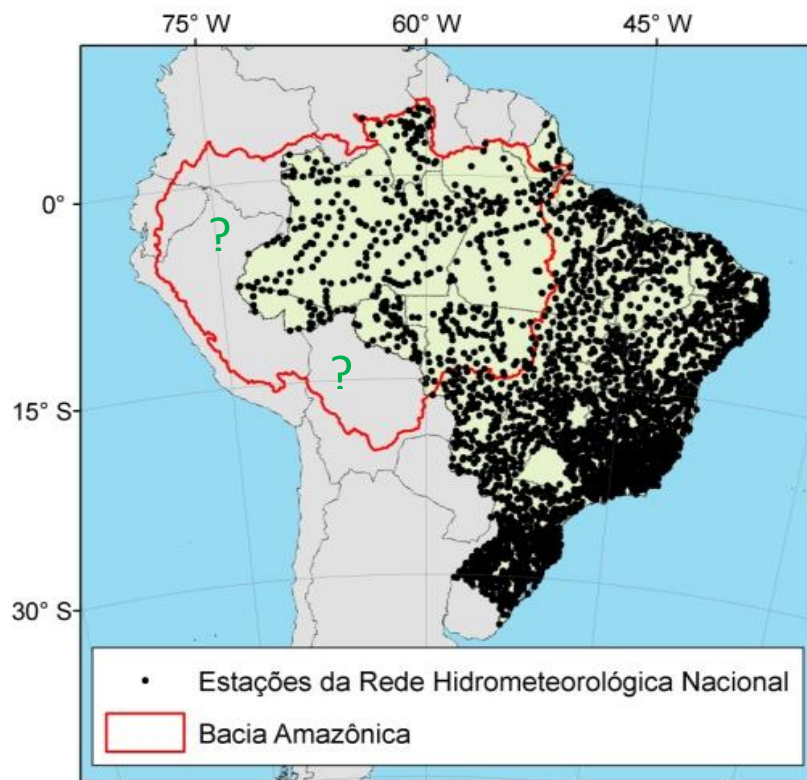 75° W 60° W 45° W
0°
?
?
15° S
30° S
Estações da Rede Hidrometeorológica Nacional
Bacia Amazônica